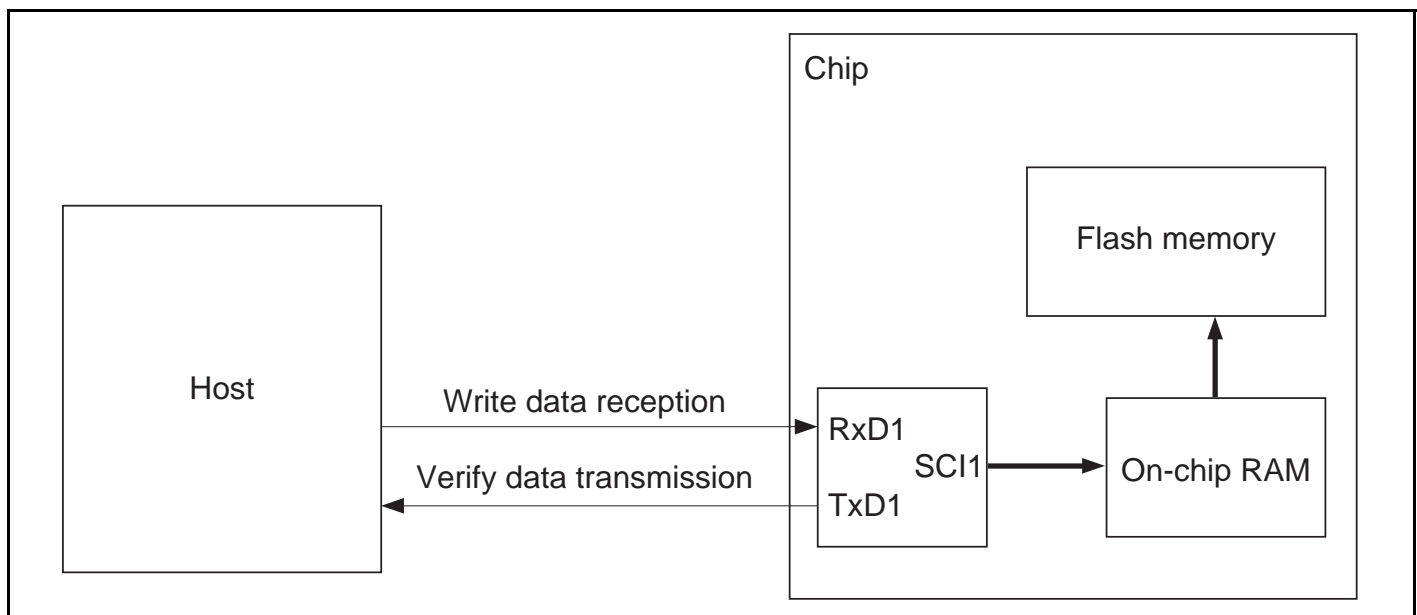 Chip
Flash memory
Host
Write data reception
RxD1
SCI1
On-chip RAM
Verify data transmission
TxD1